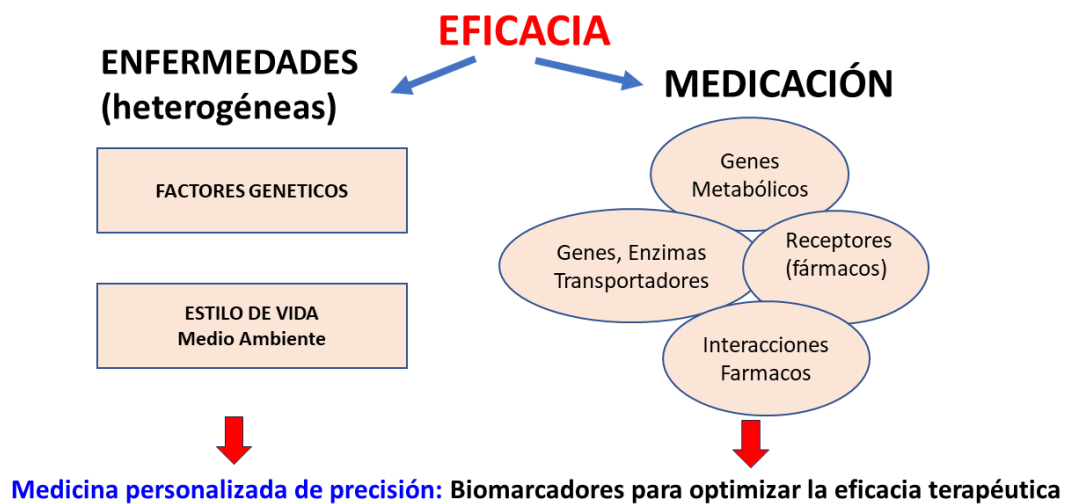 EFICACIA
ENFERMEDADES
(heterogéneas)
FACTORES GENETICOS
ESTILO DE VIDA
Medio Ambiente
MEDICACIÓN
Genes
Metabólicos
Genes, Enzimas
Transportadores
Receptores
(fármacos)
Interacciones
Farmacos
Medicina personalizada de precisión: Biomarcadores para optimizar la eficacia terapéutica